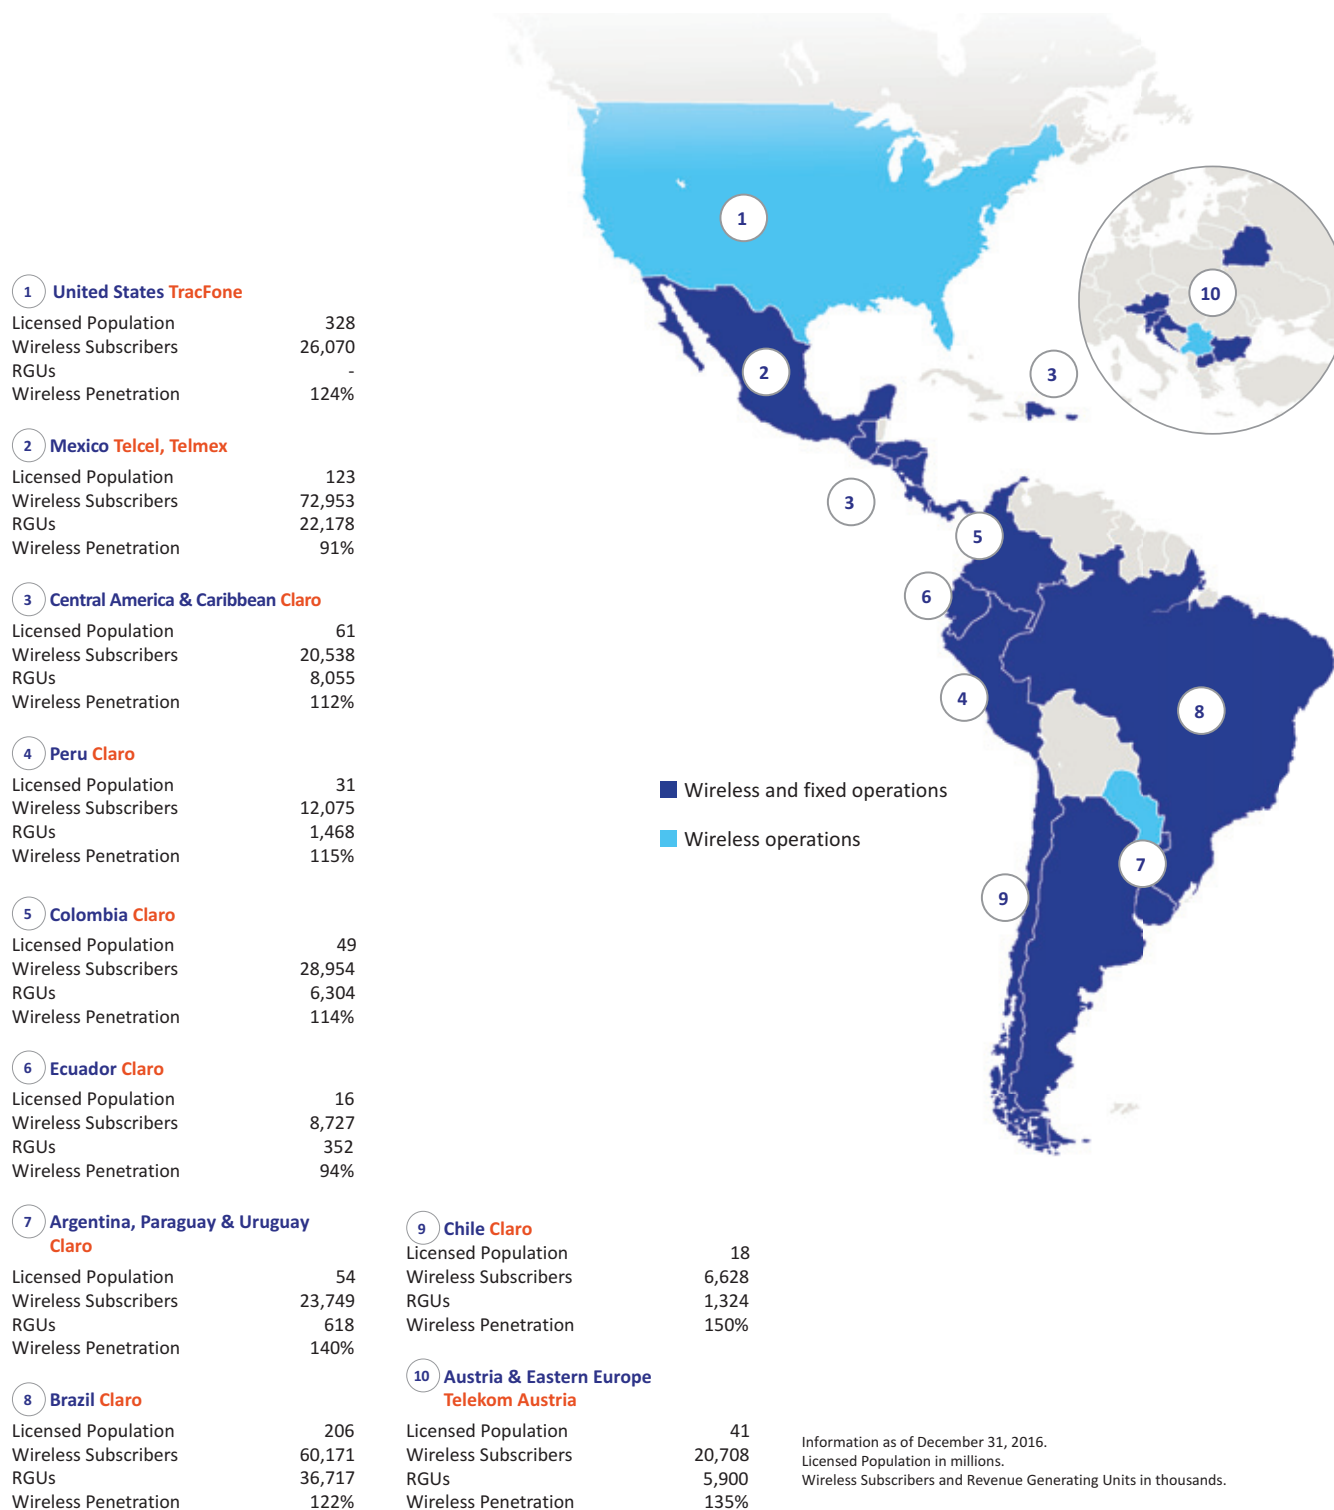 1 United States TracFone
Licensed Population 328
Wireless Subscribers 26,070
RGUs -
Wireless Penetration 124%
2 Mexico Telcel, Telmex
Licensed Population 123
Wireless Subscribers 72,953
RGUs 22,178
Wireless Penetration 91%
3 Central America & Caribbean Claro
Licensed Population 61
Wireless Subscribers 20,538
RGUs 8,055
Wireless Penetration 112%
4 Peru Claro
Licensed Population 31
Wireless Subscribers 12,075
RGUs 1,468
Wireless Penetration 115%
5 Colombia Claro
Licensed Population 49
Wireless Subscribers 28,954
RGUs 6,304
Wireless Penetration 114%
6 Ecuador Claro
Licensed Population 16
Wireless Subscribers 8,727
RGUs 352
Wireless Penetration 94%
7 Argentina, Paraguay & Uruguay
Claro
Licensed Population 54
Wireless Subscribers 23,749
RGUs 618
Wireless Penetration 140%
8 Brazil Claro
Licensed Population 206
Wireless Subscribers 60,171
RGUs 36,717
Wireless Penetration 122%
9 Chile Claro
Licensed Population 18
Wireless Subscribers 6,628
RGUs 1,324
Wireless Penetration 150%
10 Austria & Eastern Europe
Telekom Austria
Licensed Population 41
Wireless Subscribers 20,708
RGUs 5,900
Wireless Penetration 135%
1
10
2
3
3
5
6
4
8
Wireless and fixed operations
Wireless operations
7
9
Information as of December 31, 2016.
Licensed Population in millions.
Wireless Subscribers and Revenue Generating Units in thousands.